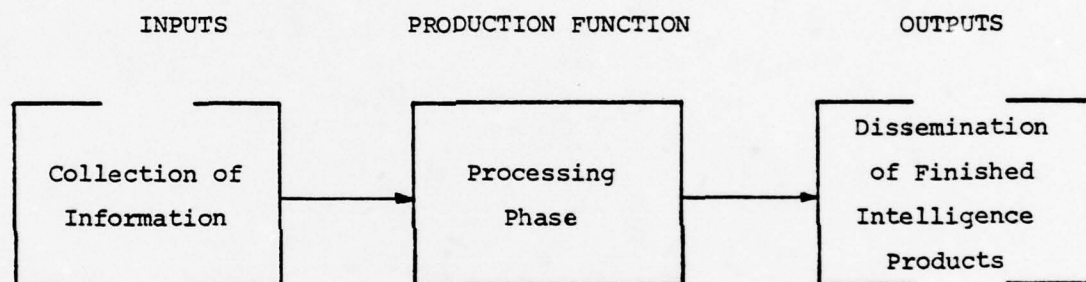 INPUTS
PRODUCTION FUNCTION
OUTPUTS
Collection of
Information
Processing
Phase
Dissemination
of Finished
Intelligence
Products